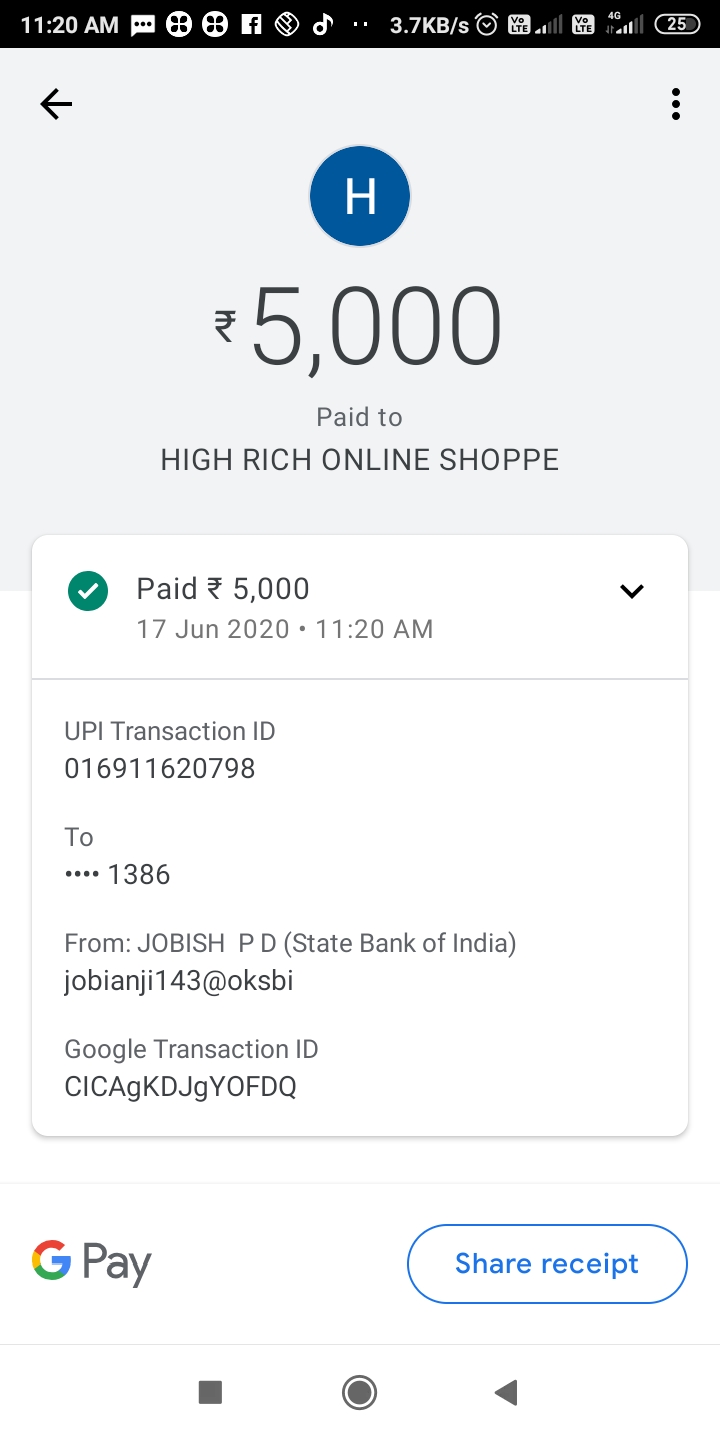 11:20 AM 3.7KB/s Vo LTE Vo LTE 4G 25
H
₹5,000
Paid to
HIGH RICH ONLINE SHOPPE
Paid ₹ 5,000
17 Jun 2020 • 11:20 AM
UPI Transaction ID
016911620798
To
•••• 1386
From: JOBISH  P D (State Bank of India)
jobianji143@oksbi
Google Transaction ID
CICAgKDJgYOFDQ
G Pay
Share receipt